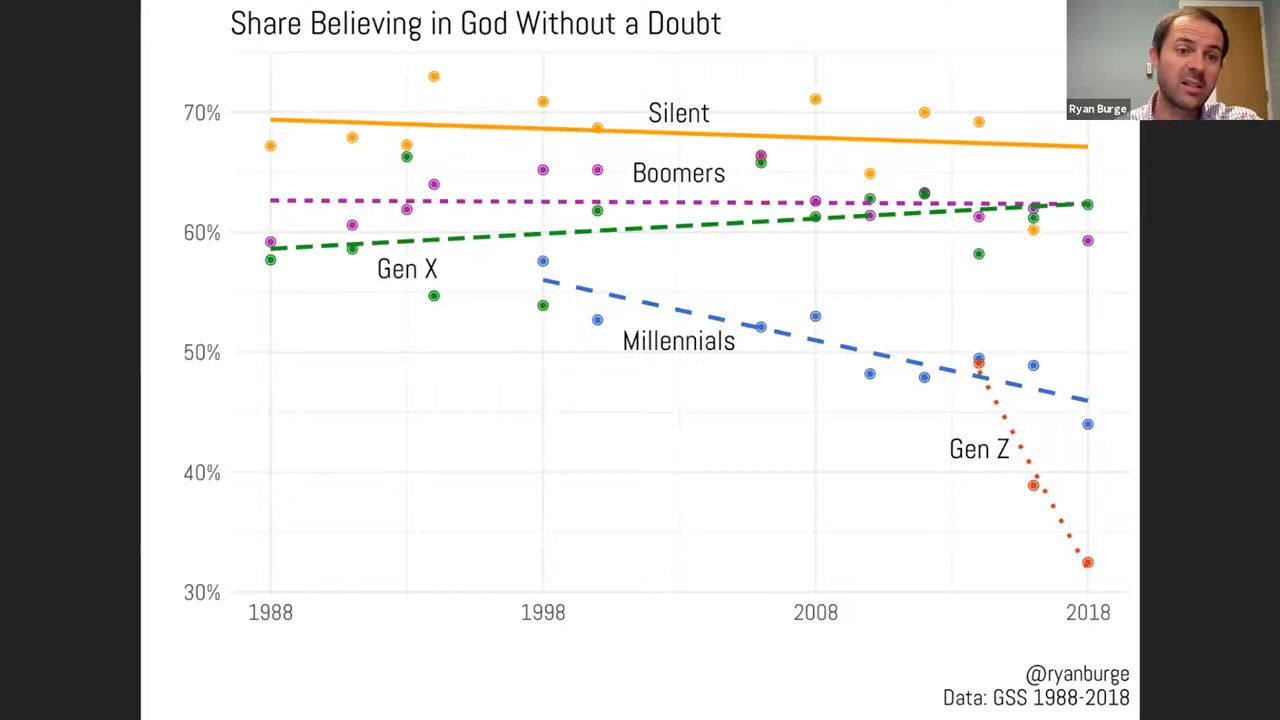 Share Believing in God Without a Doubt
Ryan Burge
70%
Silent
Boomers
60%
Gen X
Millennials
50%
Gen Z
40%
30%
1988 1998 2008 2018
@ryanburge
Data: GSS 1988-2018